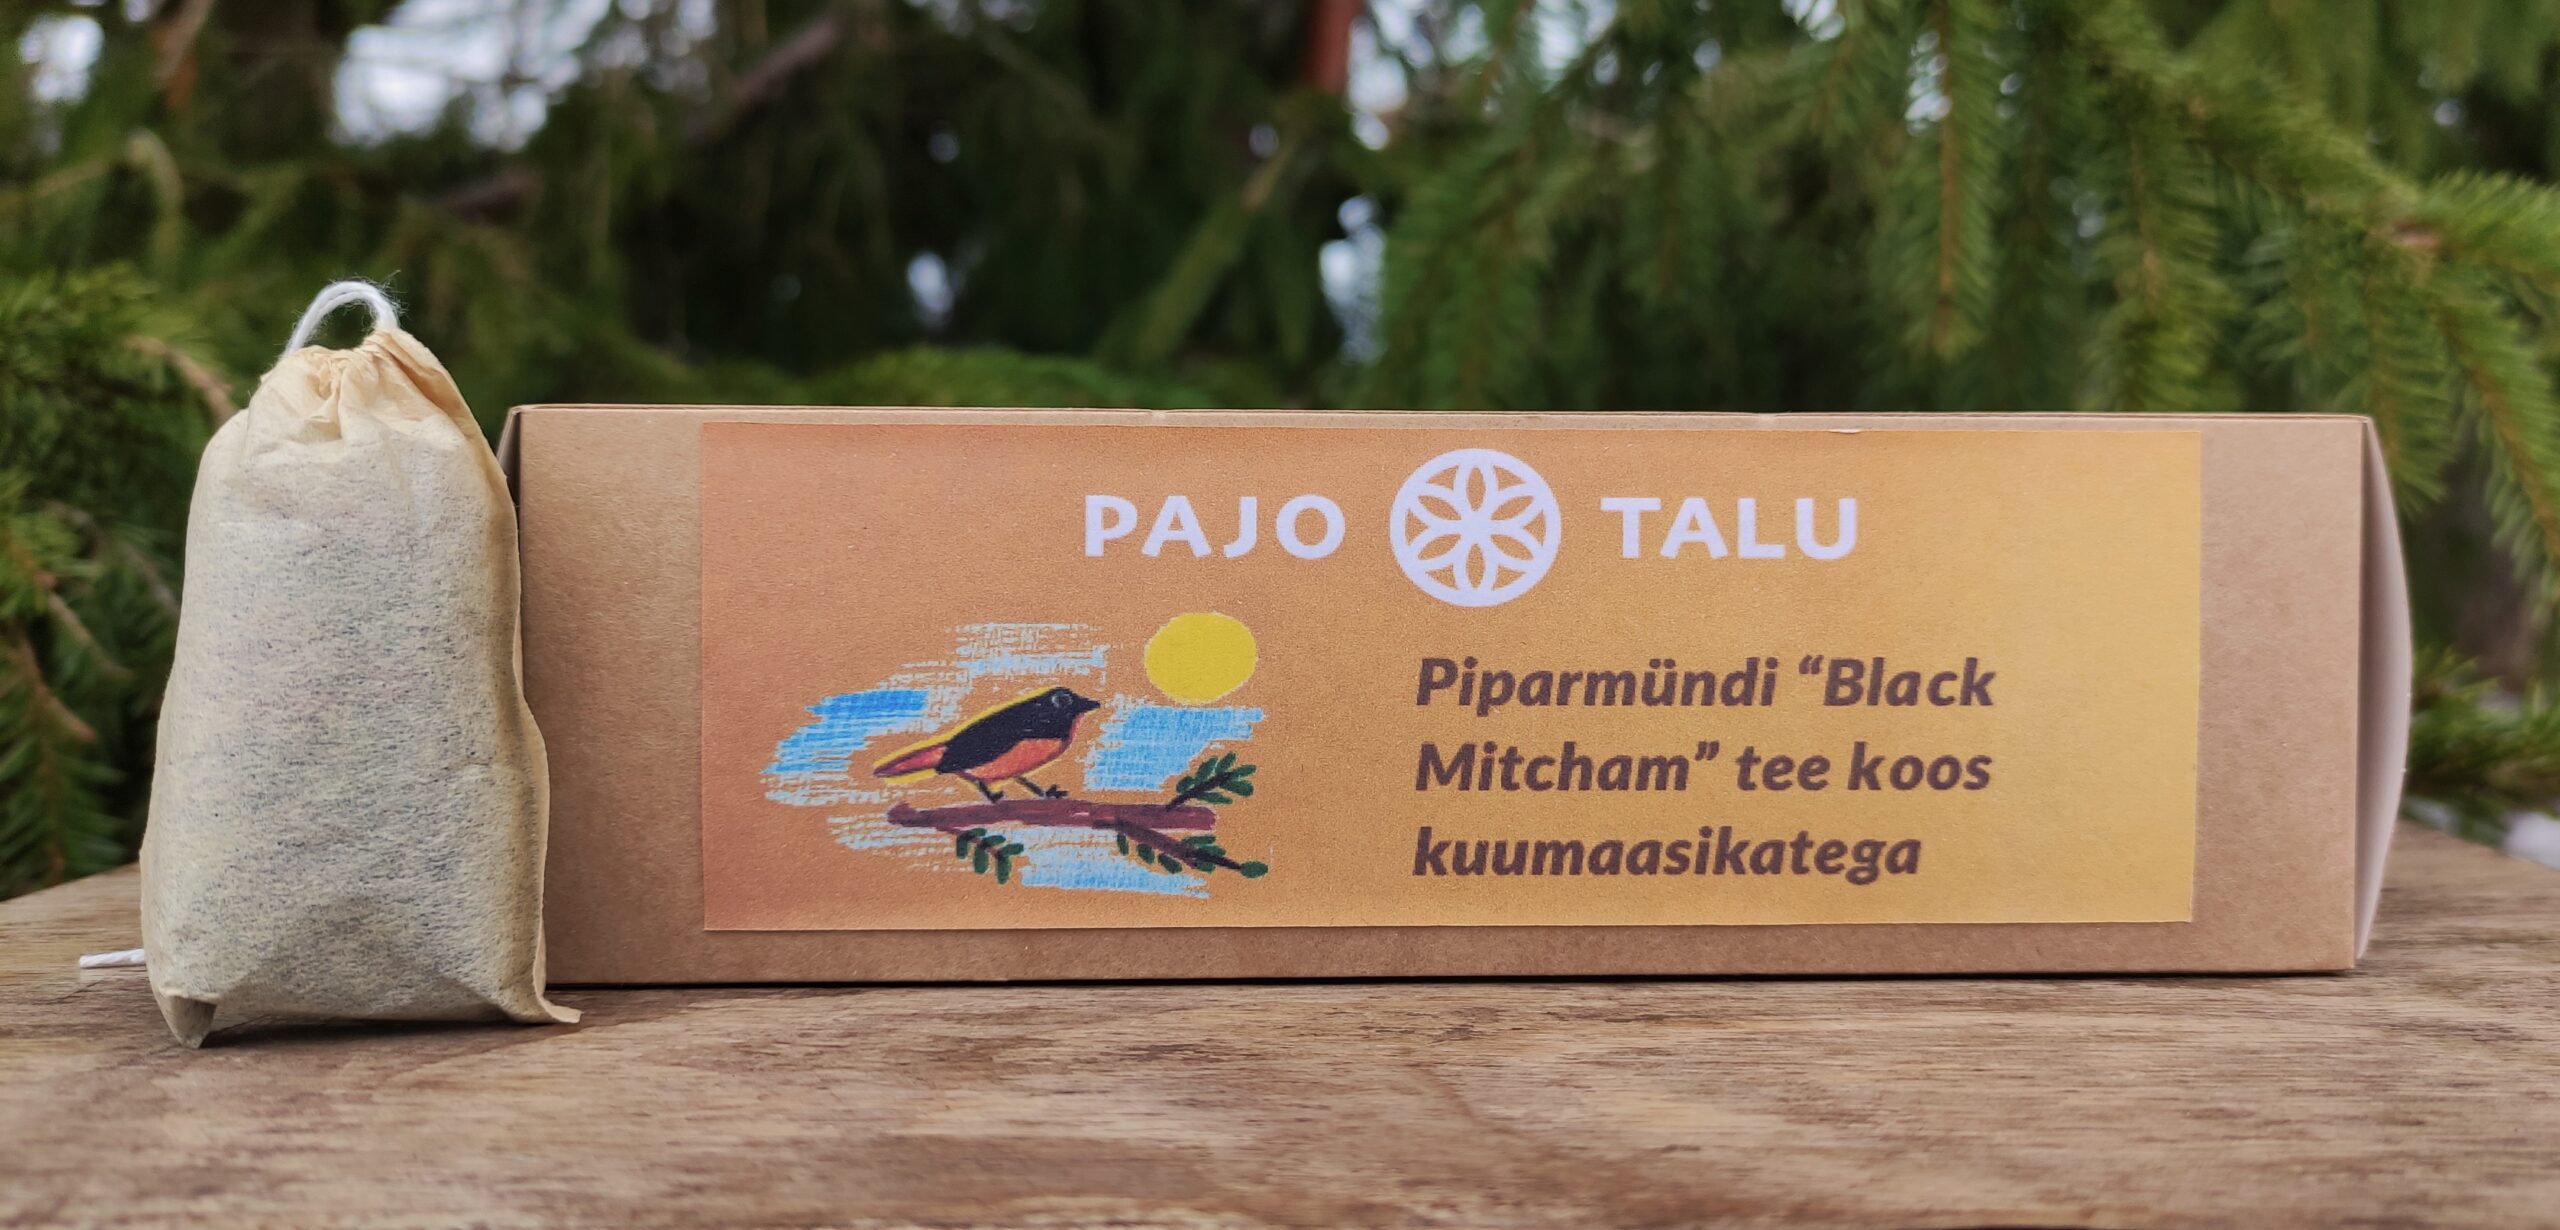 PAJO TALU
Piparmündi “Black
Mitcham” tee koos
kuumaasikatega